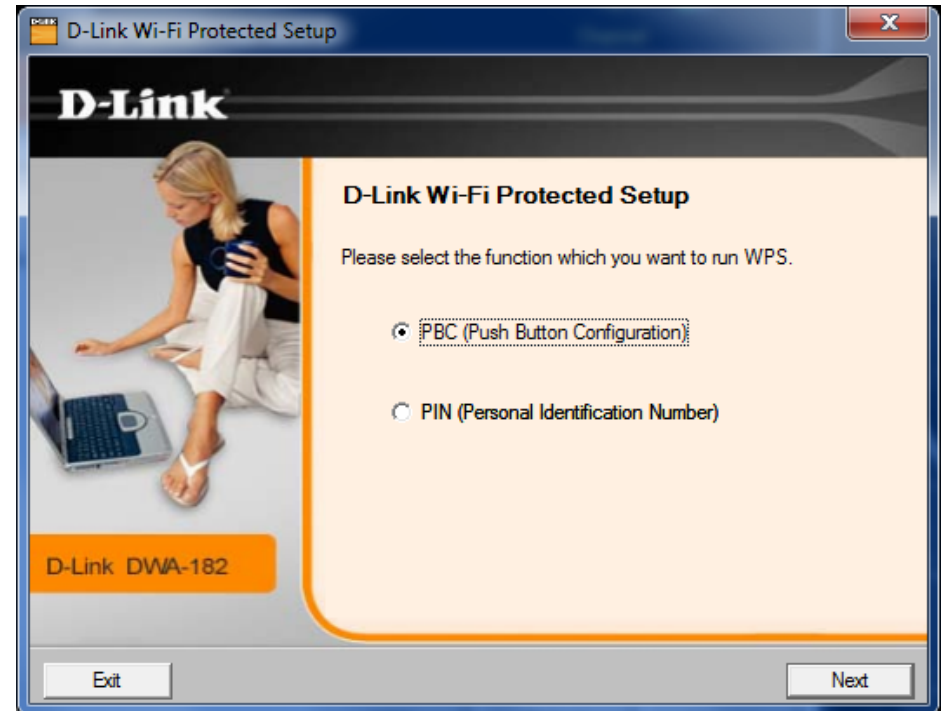 D-Link Wi-Fi Protected Setup
D-Link
D-Link Wi-Fi Protected Setup
Please select the function which you want to run WPS.
PBC (Push Button Configuration)
PIN (Personal Identification Number)
D-Link DWA-182
Exit
Next